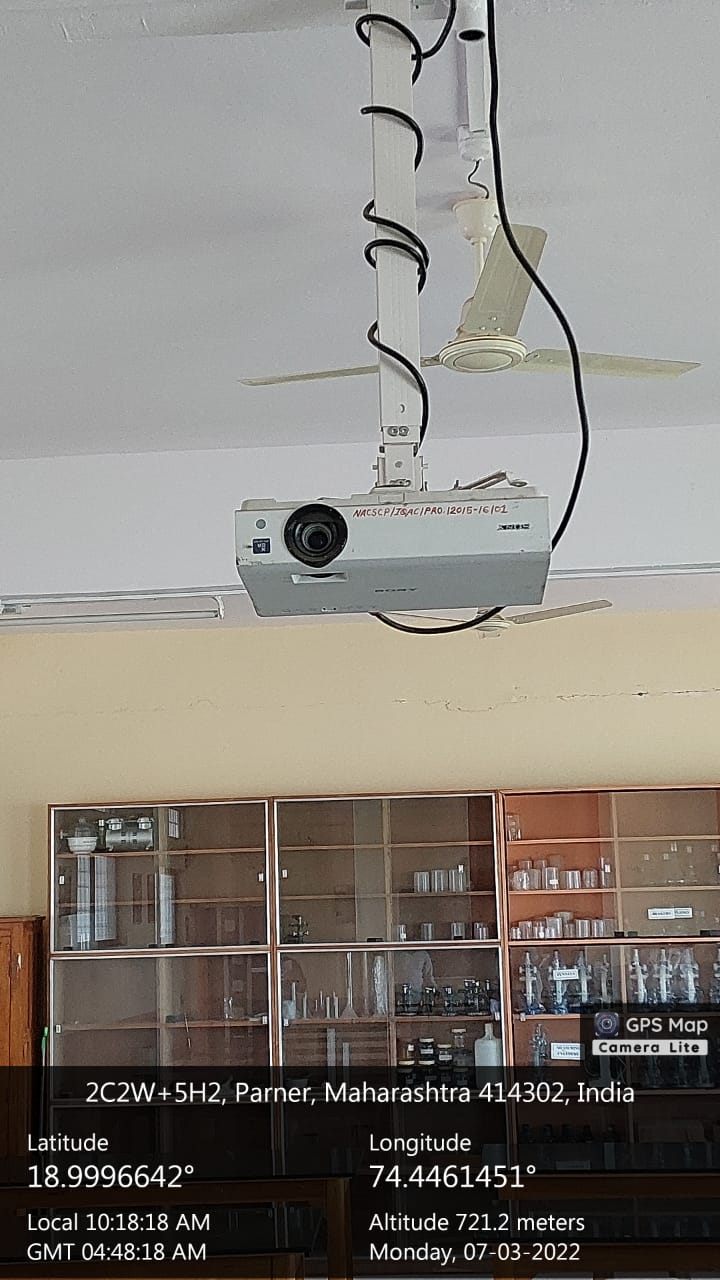 NACSCP/IQAC/PRO.12015-16/01
SONY
GPS Map
Camera Lite
2C2W+5H2, Parner, Maharashtra 414302, India
Latitude
18.9996642°
Longitude
74.4461451°
Local 10:18:18 AM
GMT 04:48:18 AM
Altitude 721.2 meters
Monday, 07-03-2022